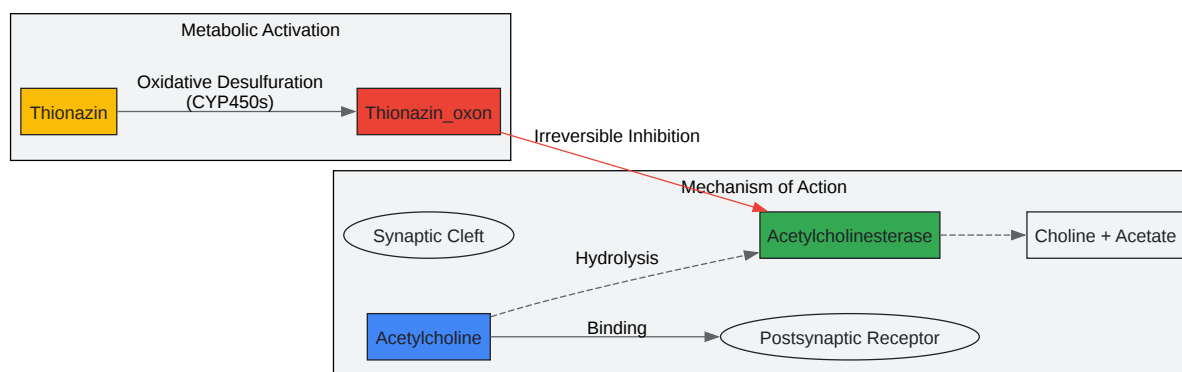 Metabolic Activation
Oxidative Desulfuration
(CYP450s)
Thionazin
Thionazin_oxon
Irreversible Inhibition
Mechanism of Action
Synaptic Cleft
Acetylcholinesterase
Choline + Acetate
Hydrolysis
Acetylcholine
Binding
Postsynaptic Receptor